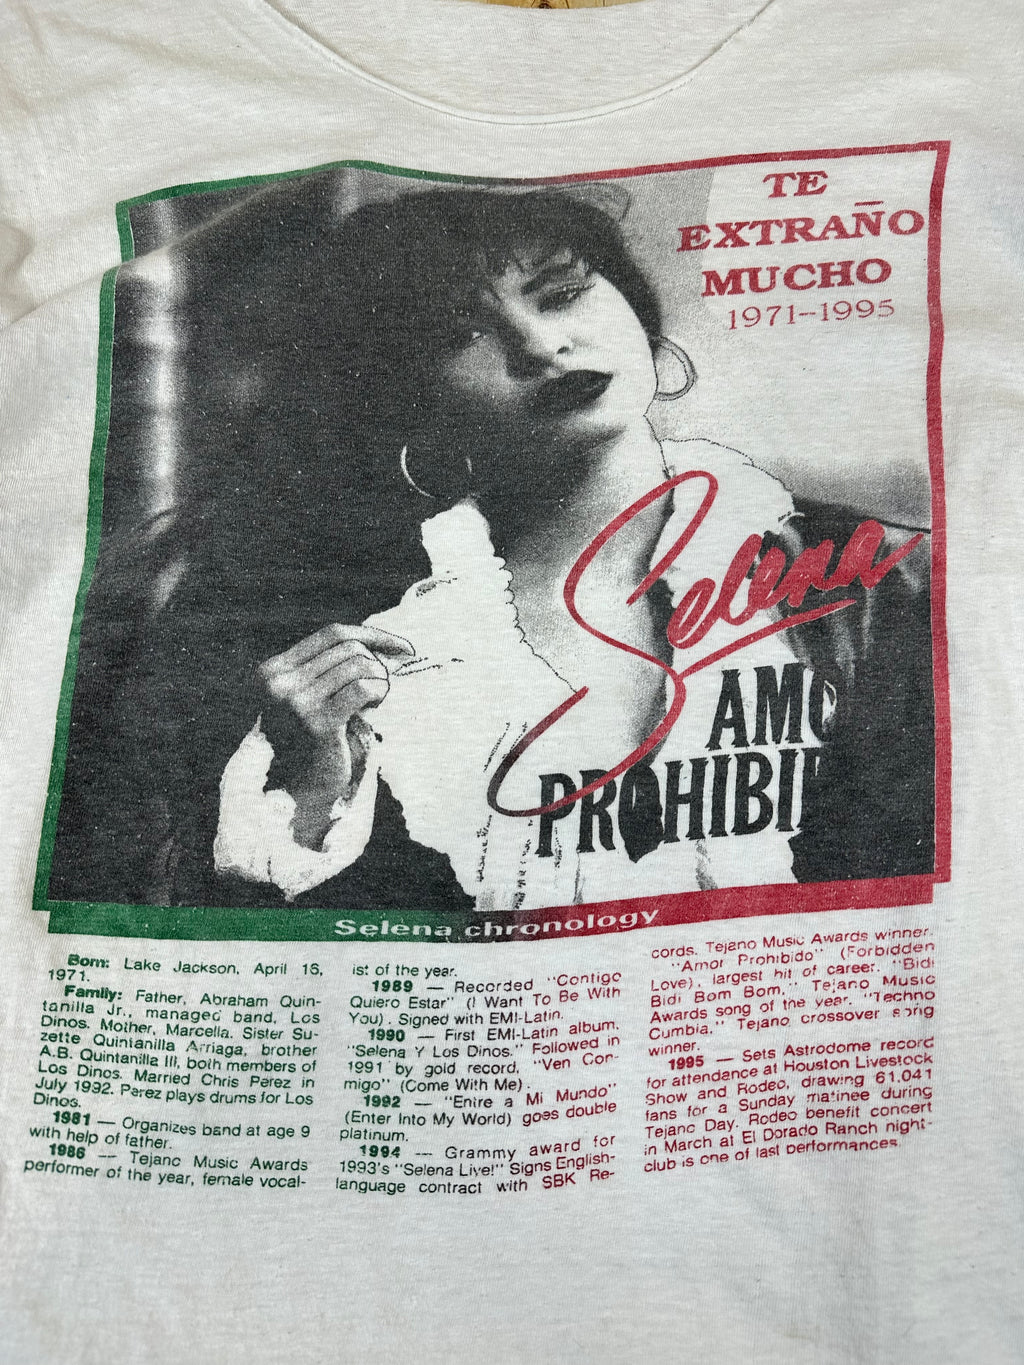 TE
EXTRAÑO
MUCHO
1971–1995
Selena
AMO
PROHIBI
Selena chronology
Born: Lake Jackson, April 16,
1971.
Family: Father, Abraham Quin-
tanilla Jr., managed band, Los
Dinos. Mother, Marcella. Sister Su-
zette Quintanilla Arriaga, brother
A.B. Quintanilla III, both members of
Los Dinos. Married Chris Perez in
July 1992. Perez plays drums for Los
Dinos.
1981 — Organizes band at age 9
with help of father.
1986 — Tejano Music Awards
performer of the year, female vocal-
ist of the year.
1989 — Recorded "Contigo
Quiero Estar" (I Want To Be With
You). Signed with EMI-Latin.
1990 — First EMI-Latin album,
"Selena Y Los Dinos." Followed in
1991 by gold record, "Ven Con-
migo" (Come With Me).
1992 — "Entre a Mi Mundo"
(Enter Into My World) goes double
platinum.
1994 — Grammy award for
1993's "Selena Live!" Signs English-
language contract with SBK Re-
cords. Tejano Music Awards winner.
"Amor Prohibido" (Forbidden
Love), largest hit of career. "Bidi
Bidi Bom Bom," Tejano Music
Awards song of the year. "Techno
Cumbia," Tejano crossover song
winner.
1995 — Sets Astrodome record
for attendance at Houston Livestock
Show and Rodeo, drawing 61,041
fans for a Sunday matinee during
Tejano Day. Rodeo benefit concert
in March at El Dorado Ranch night-
club is one of last performances.